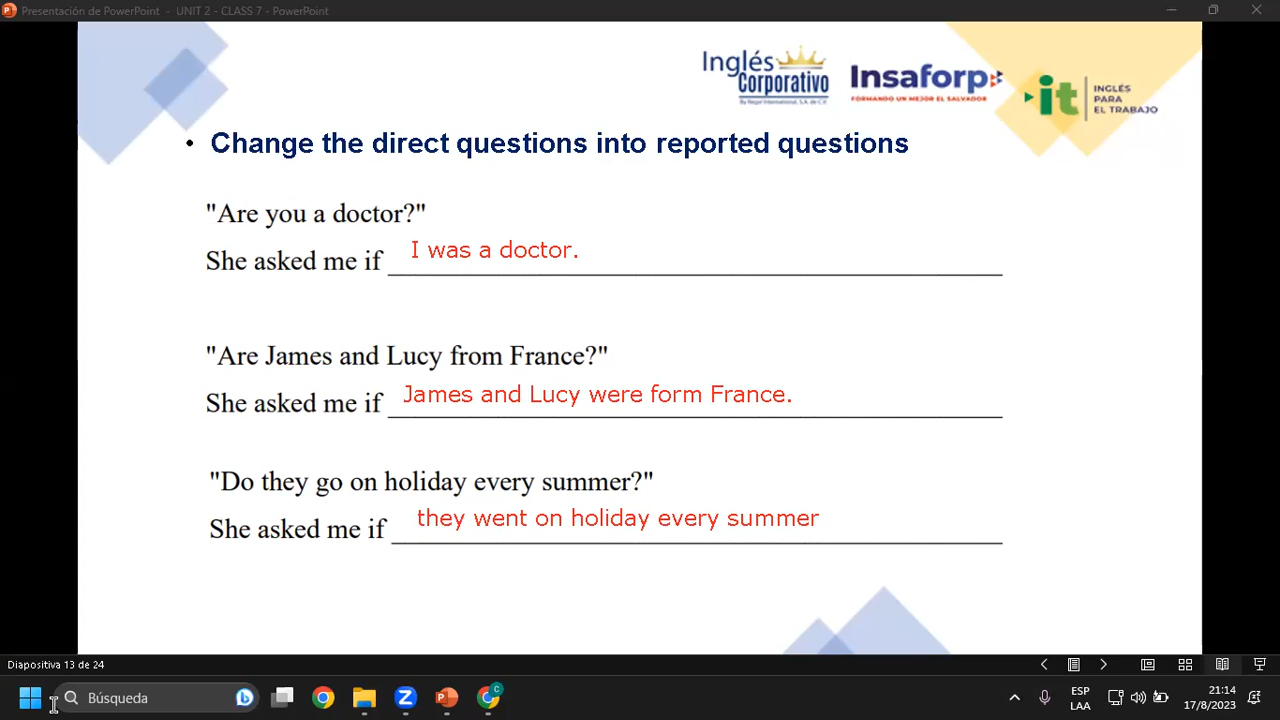 Presentación de PowerPoint - UNIT 2 - CLASS 7 - PowerPoint
Inglés
Corporativo
By Regal International, S.A. de C.V.
Insaforp
FORMANDO UN MEJOR EL SALVADOR
it
INGLÉS
PARA
EL TRABAJO
• Change the direct questions into reported questions
"Are you a doctor?"
She asked me if I was a doctor.
"Are James and Lucy from France?"
She asked me if James and Lucy were form France.
"Do they go on holiday every summer?"
She asked me if they went on holiday every summer
Diapositiva 13 de 24
Búsqueda
C
ESP
LAA
21:14
17/8/2023